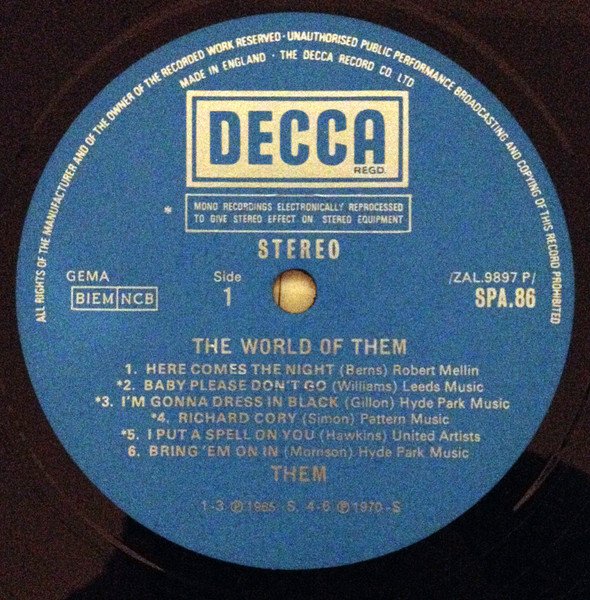 ALL RIGHTS OF THE MANUFACTURER AND OF THE OWNER OF THE RECORDED WORK RESERVED · UNAUTHORISED PUBLIC PERFORMANCE BROADCASTING AND COPYING OF THIS RECORD PROHIBITED
MADE IN ENGLAND · THE DECCA RECORD CO. LTD
DECCA
REGD.
* MONO RECORDINGS ELECTRONICALLY REPROCESSED
TO GIVE STEREO EFFECT ON STEREO EQUIPMENT
STEREO
GEMA
BIEM NCB
Side
1
/ZAL.9897 P/
SPA.86
THE WORLD OF THEM
1. HERE COMES THE NIGHT (Berns) Robert Mellin
*2. BABY PLEASE DON'T GO (Williams) Leeds Music
*3. I'M GONNA DRESS IN BLACK (Gillon) Hyde Park Music
*4. RICHARD CORY (Simon) Pattern Music
*5. I PUT A SPELL ON YOU (Hawkins) United Artists
6. BRING 'EM ON IN (Morrison) Hyde Park Music
THEM
1-3 ℗ 1965 -S. 4-6 ℗ 1970 -S